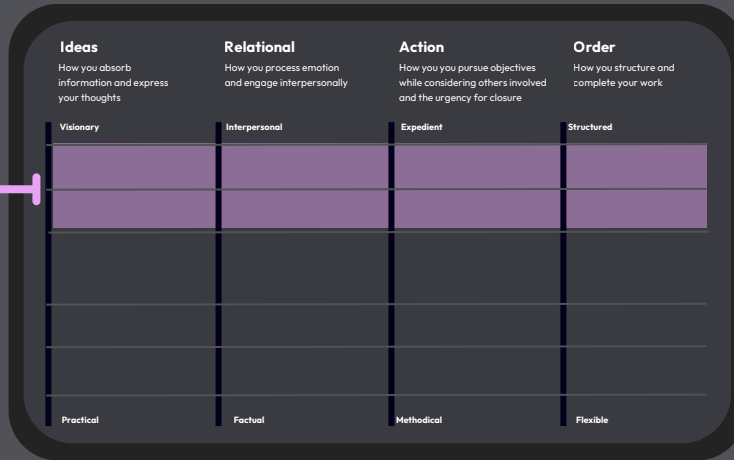 Ideas
How you absorb
information and express
your thoughts
Relational
How you process emotion
and engage interpersonally
Action
How you you pursue objectives
while considering others involved
and the urgency for closure
Order
How you structure and
complete your work
Visionary
Interpersonal
Expedient
Structured
Practical
Factual
Methodical
Flexible